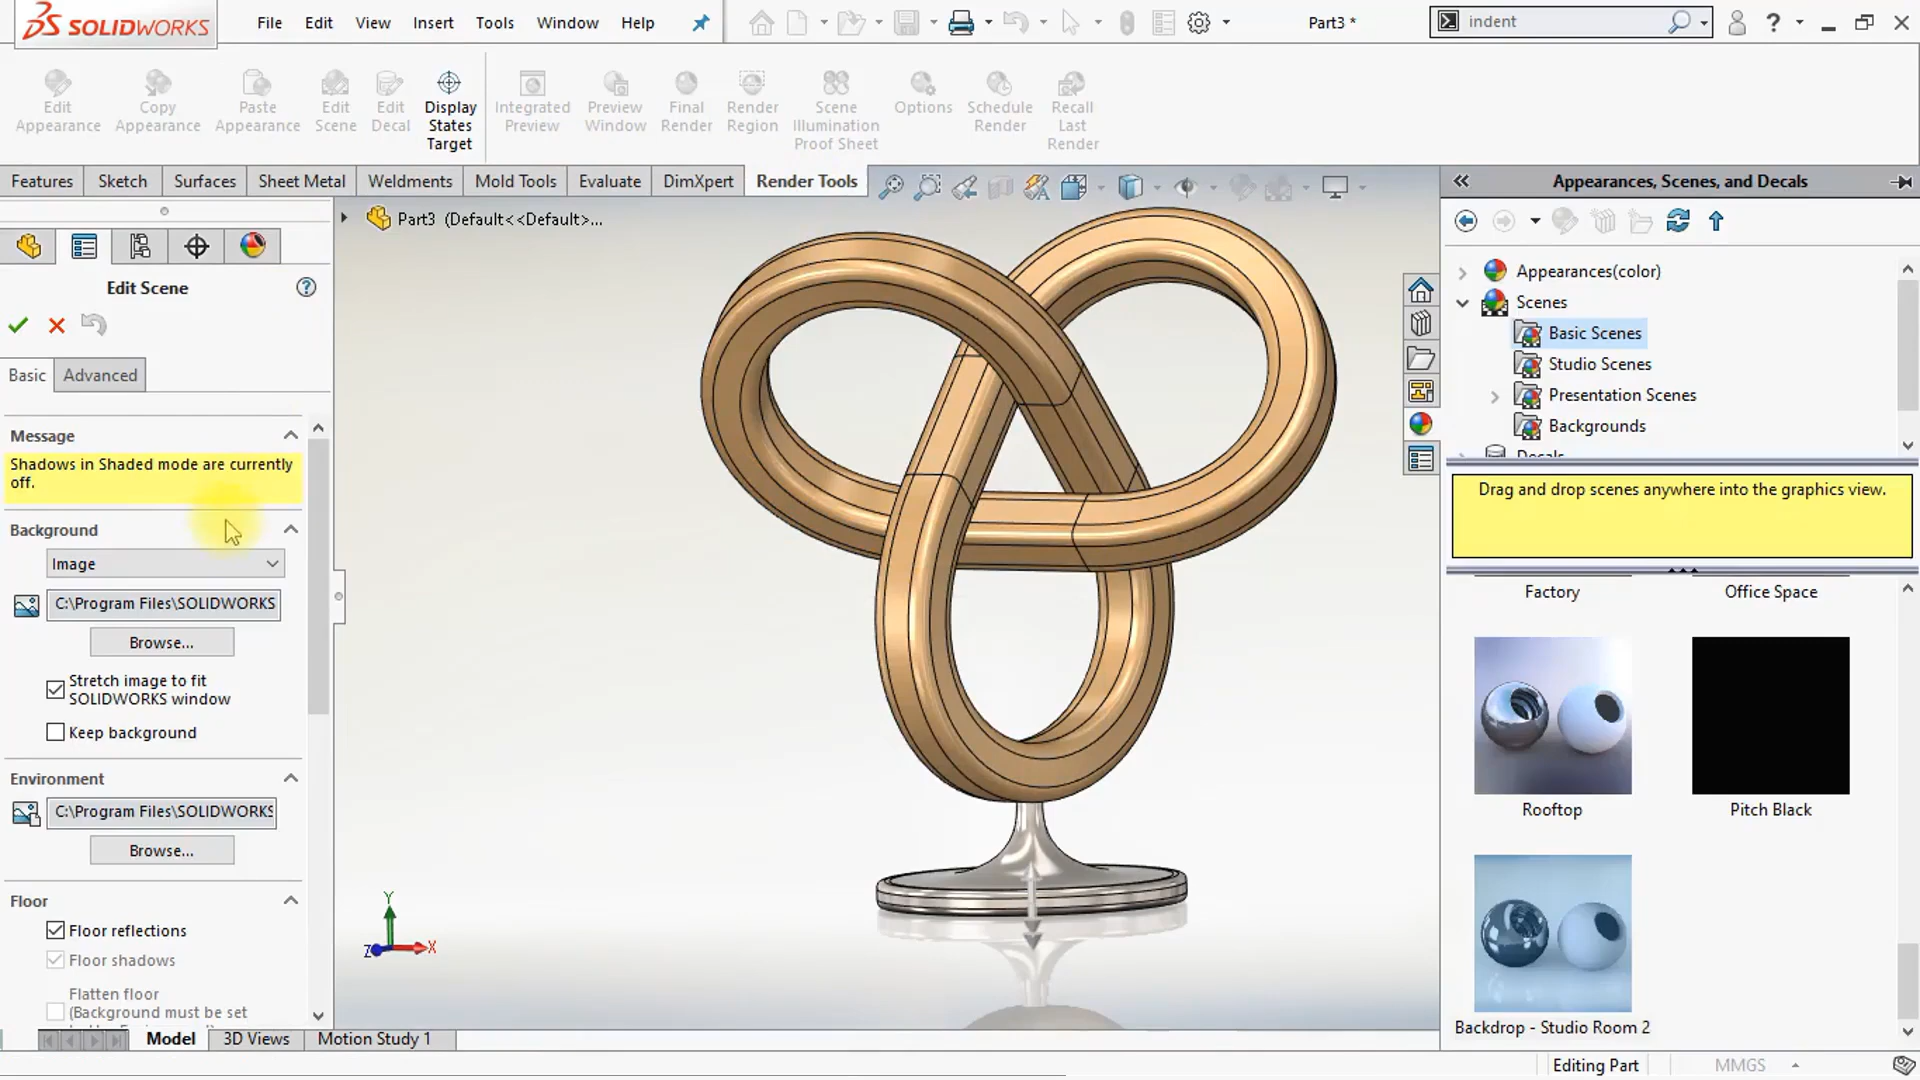 SOLIDWORKS
File Edit View Insert Tools Window Help
Part3 *
indent
Edit Appearance
Copy Appearance
Paste Appearance
Edit Scene
Edit Decal
Display States Target
Integrated Preview
Preview Window
Final Render
Render Region
Scene Illumination Proof Sheet
Options
Schedule Render
Recall Last Render
Features Sketch Surfaces Sheet Metal Weldments Mold Tools Evaluate DimXpert Render Tools
Part3 (Default<<Default>...
Edit Scene
Basic Advanced
Message
Shadows in Shaded mode are currently
off.
Background
Image
C:\Program Files\SOLIDWORKS
Browse...
Stretch image to fit
SOLIDWORKS window
Keep background
Environment
C:\Program Files\SOLIDWORKS
Browse...
Floor
Floor reflections
Floor shadows
Flatten floor
(Background must be set
Y
Z
X
Model 3D Views Motion Study 1
Appearances, Scenes, and Decals
Appearances(color)
Scenes
Basic Scenes
Studio Scenes
Presentation Scenes
Backgrounds
Decals
Drag and drop scenes anywhere into the graphics view.
Factory
Office Space
Rooftop
Pitch Black
Backdrop - Studio Room 2
Editing Part
MMGS